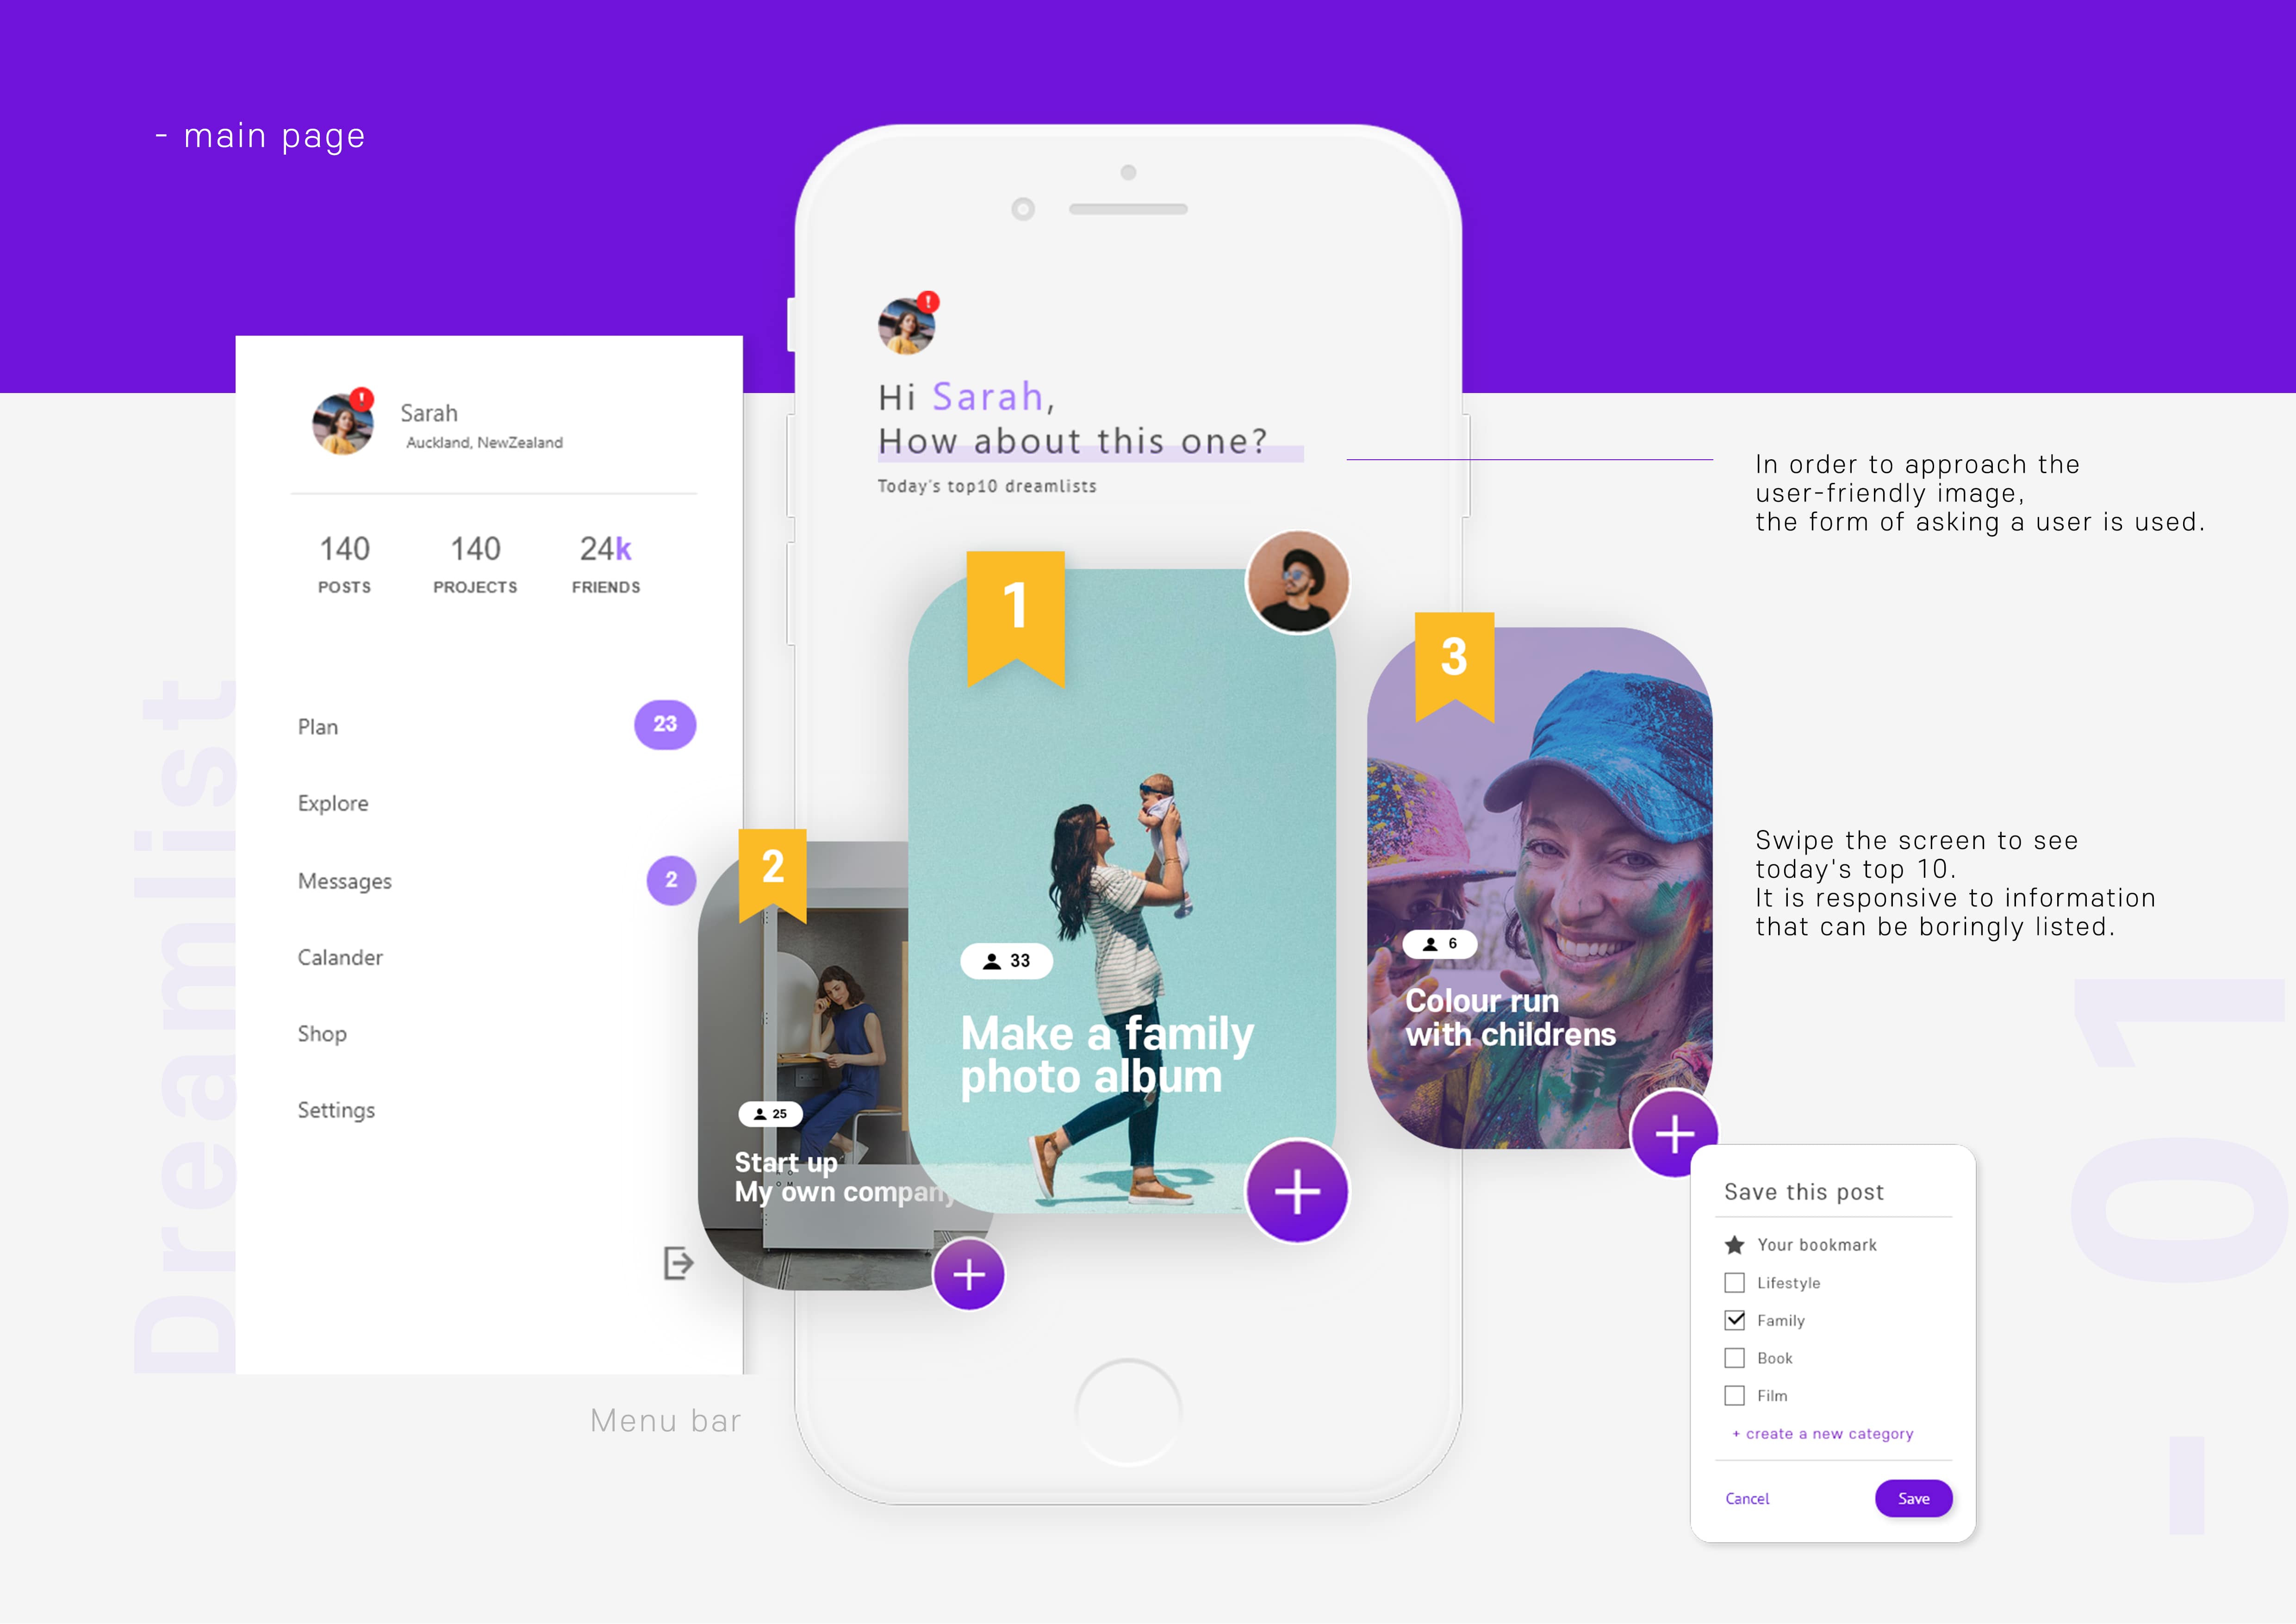 - main page
Sarah
Auckland, NewZealand
140
POSTS
140
PROJECTS
24k
FRIENDS
Plan
23
Explore
Messages
2
Calander
Shop
Settings
Menu bar
Dreamlist
Hi Sarah,
How about this one?
Today's top10 dreamlists
1
33
Make a family
photo album
2
25
Start up
My own company
3
6
Colour run
with childrens
In order to approach the
user-friendly image,
the form of asking a user is used.
Swipe the screen to see
today's top 10.
It is responsive to information
that can be boringly listed.
Save this post
Your bookmark
Lifestyle
Family
Book
Film
+ create a new category
Cancel
Save
- 01